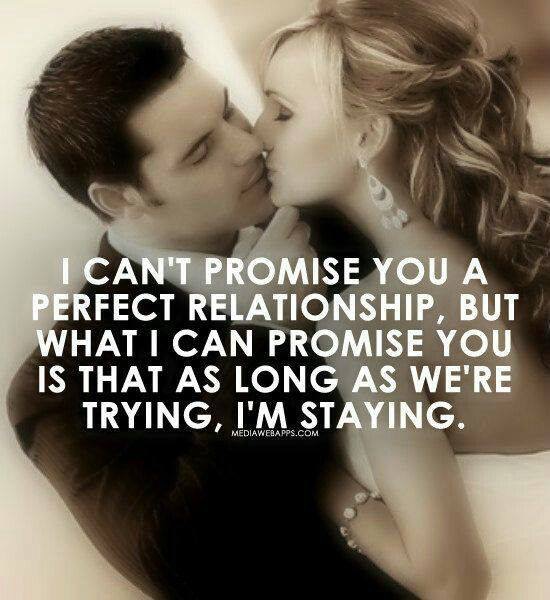 I CAN'T PROMISE YOU A
PERFECT RELATIONSHIP, BUT
WHAT I CAN PROMISE YOU
IS THAT AS LONG AS WE'RE
TRYING, I'M STAYING.
MEDIAWEBAPPS.COM